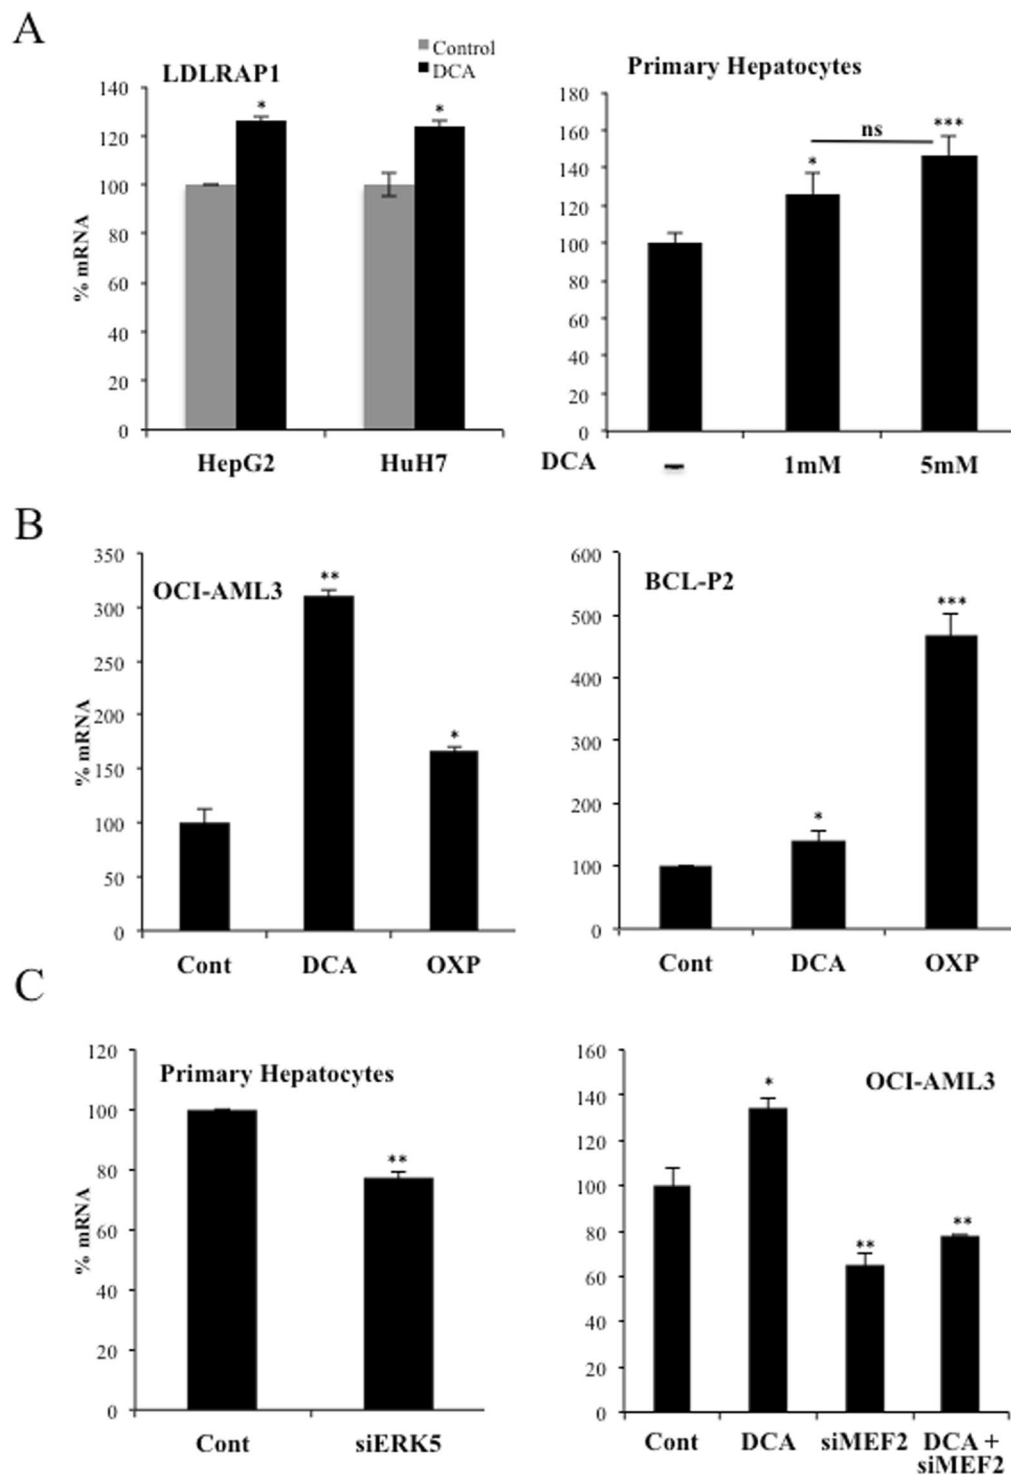 A
LDLRAP1
Control
DCA
% mRNA
140
120
100
80
60
40
20
0
*
*
HepG2
HuH7
Primary Hepatocytes
180
160
140
120
100
80
60
40
20
0
*
ns
***
DCA
–
1mM
5mM
B
OCI-AML3
% mRNA
350
300
250
200
150
100
50
0
**
*
Cont
DCA
OXP
BCL-P2
600
500
400
300
200
100
0
*
***
Cont
DCA
OXP
C
Primary Hepatocytes
% mRNA
120
100
80
60
40
20
0
**
Cont
siERK5
OCI-AML3
160
140
120
100
80
60
40
20
0
*
**
**
Cont
DCA
siMEF2
DCA +
siMEF2